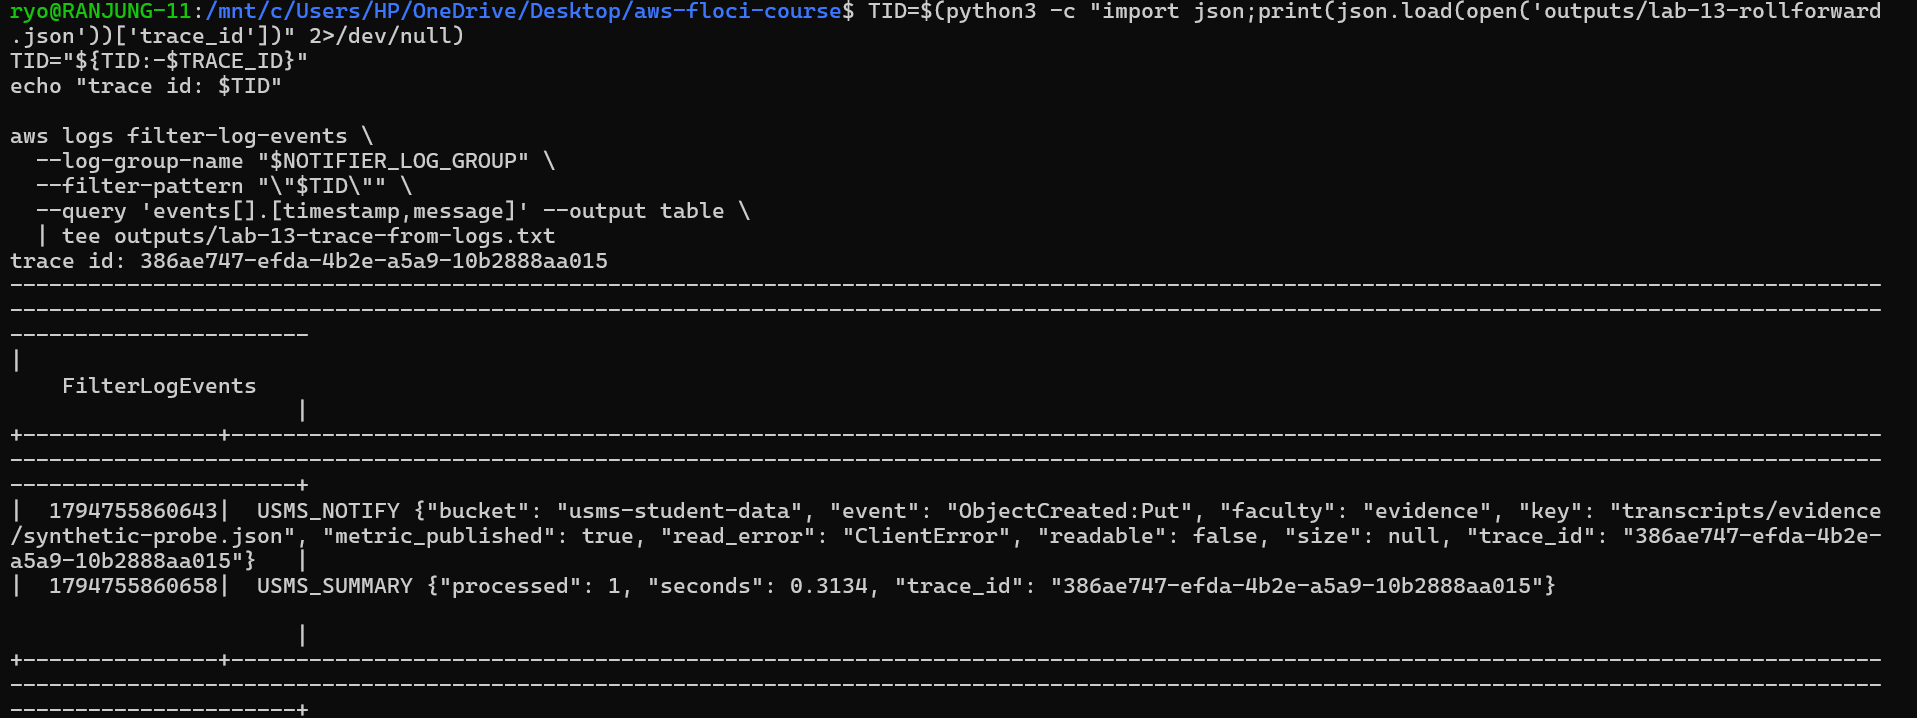 ryo@RANJUNG-11:/mnt/c/Users/HP/OneDrive/Desktop/aws-floci-course$ TID=$(python3 -c "import json;print(json.load(open('outputs/lab-13-rollforward
.json'))['trace_id'])" 2>/dev/null)
TID="${TID:-$TRACE_ID}"
echo "trace id: $TID"

aws logs filter-log-events \
  --log-group-name "$NOTIFIER_LOG_GROUP" \
  --filter-pattern "\"$TID\"" \
  --query 'events[].[timestamp,message]' --output table \
  | tee outputs/lab-13-trace-from-logs.txt
trace id: 386ae747-efda-4b2e-a5a9-10b2888aa015
|
    FilterLogEvents
|
|  1794755860643|  USMS_NOTIFY {"bucket": "usms-student-data", "event": "ObjectCreated:Put", "faculty": "evidence", "key": "transcripts/evidence
/synthetic-probe.json", "metric_published": true, "read_error": "ClientError", "readable": false, "size": null, "trace_id": "386ae747-efda-4b2e-
a5a9-10b2888aa015"}   |
|  1794755860658|  USMS_SUMMARY {"processed": 1, "seconds": 0.3134, "trace_id": "386ae747-efda-4b2e-a5a9-10b2888aa015"}
|